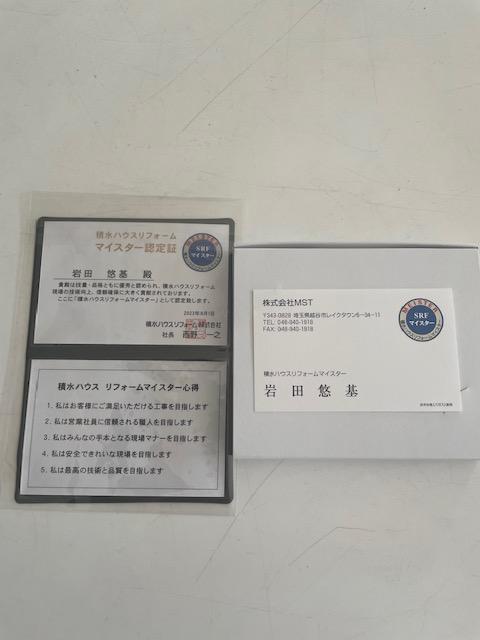 積水ハウスリフォーム
マイスター認定証
SRF
マイスター
岩田 悠基 殿
貴殿は技量・品格ともに優秀と認められ、積水ハウスリフォーム
現場の技術向上、信頼確保に大きく貢献されております。
ここに「積水ハウスリフォームマイスター」として認定致します。
2023年8月1日
積水ハウスリフォーム株式会社
社長 西野 一之
積水ハウス リフォームマイスター心得
1. 私はお客様にご満足いただける工事を目指します
2. 私は営業社員に信頼される職人を目指します
3. 私はみんなの手本となる現場マナーを目指します
4. 私は安全できれいな現場を目指します
5. 私は最高の技術と品質を目指します
株式会社MST
〒343-0828 埼玉県越谷市レイクタウン6-34-11
TEL: 048-940-1918
FAX: 048-940-1918
MEISTER
SRF
マイスター
積水ハウスリフォームマイスター
岩田悠基